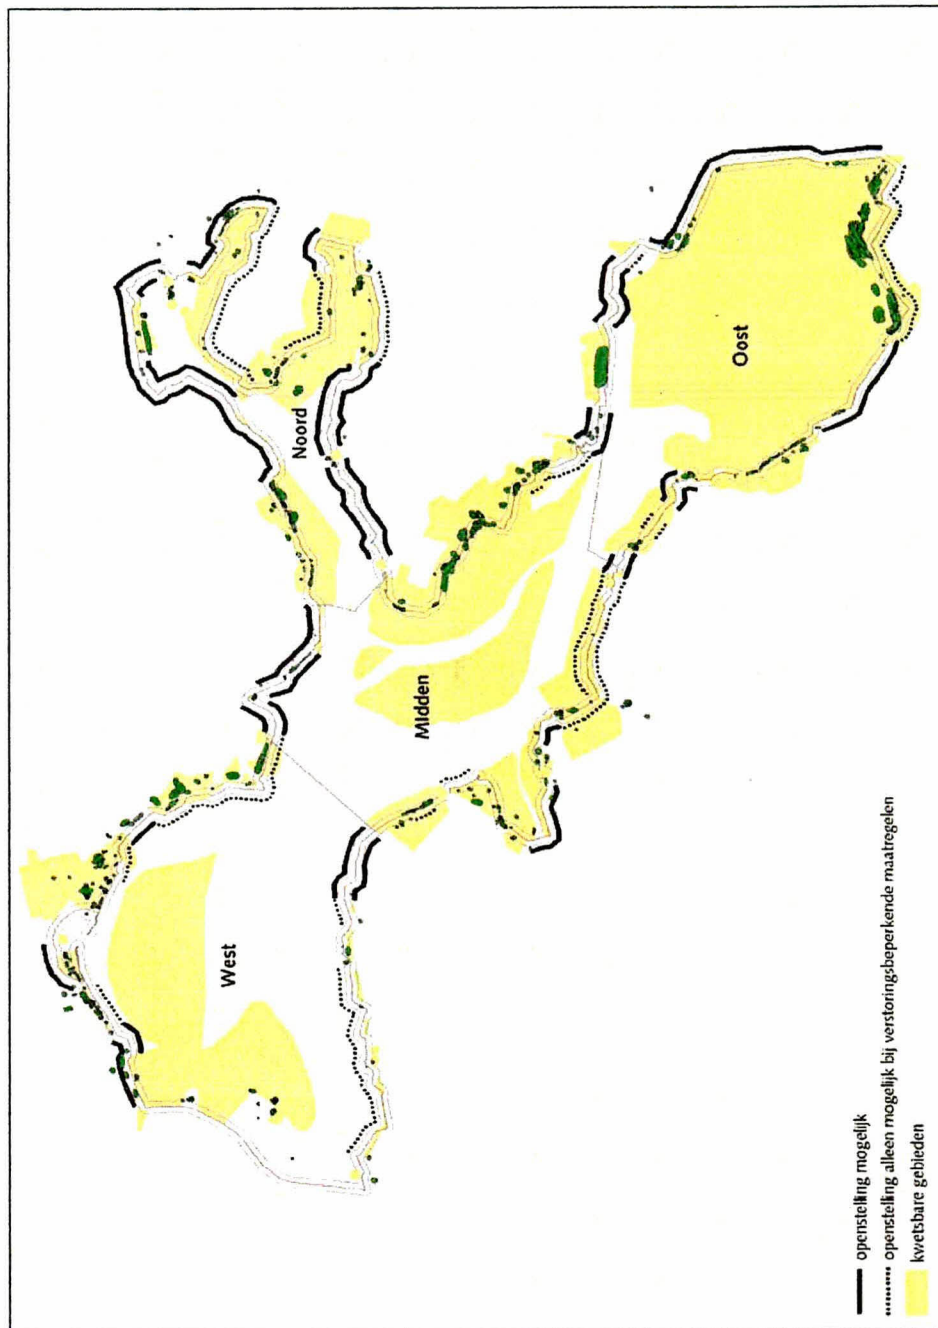 Noord
Oost
Midden
West
openstelling mogelijk
openstelling alleen mogelijk bij verstoringsbeperkende maatregelen
kwetsbare gebieden